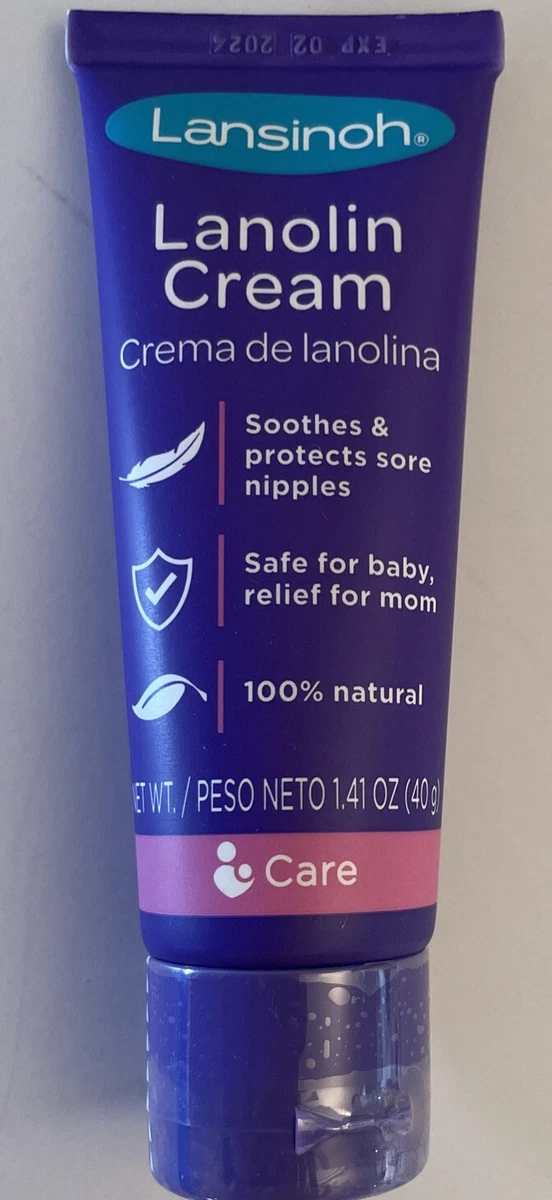 EXP 02 2024
Lansinoh®
Lanolin
Cream
Crema de lanolina
Soothes &
protects sore
nipples
Safe for baby,
relief for mom
100% natural
NET WT. / PESO NETO 1.41 OZ (40 g)
Care